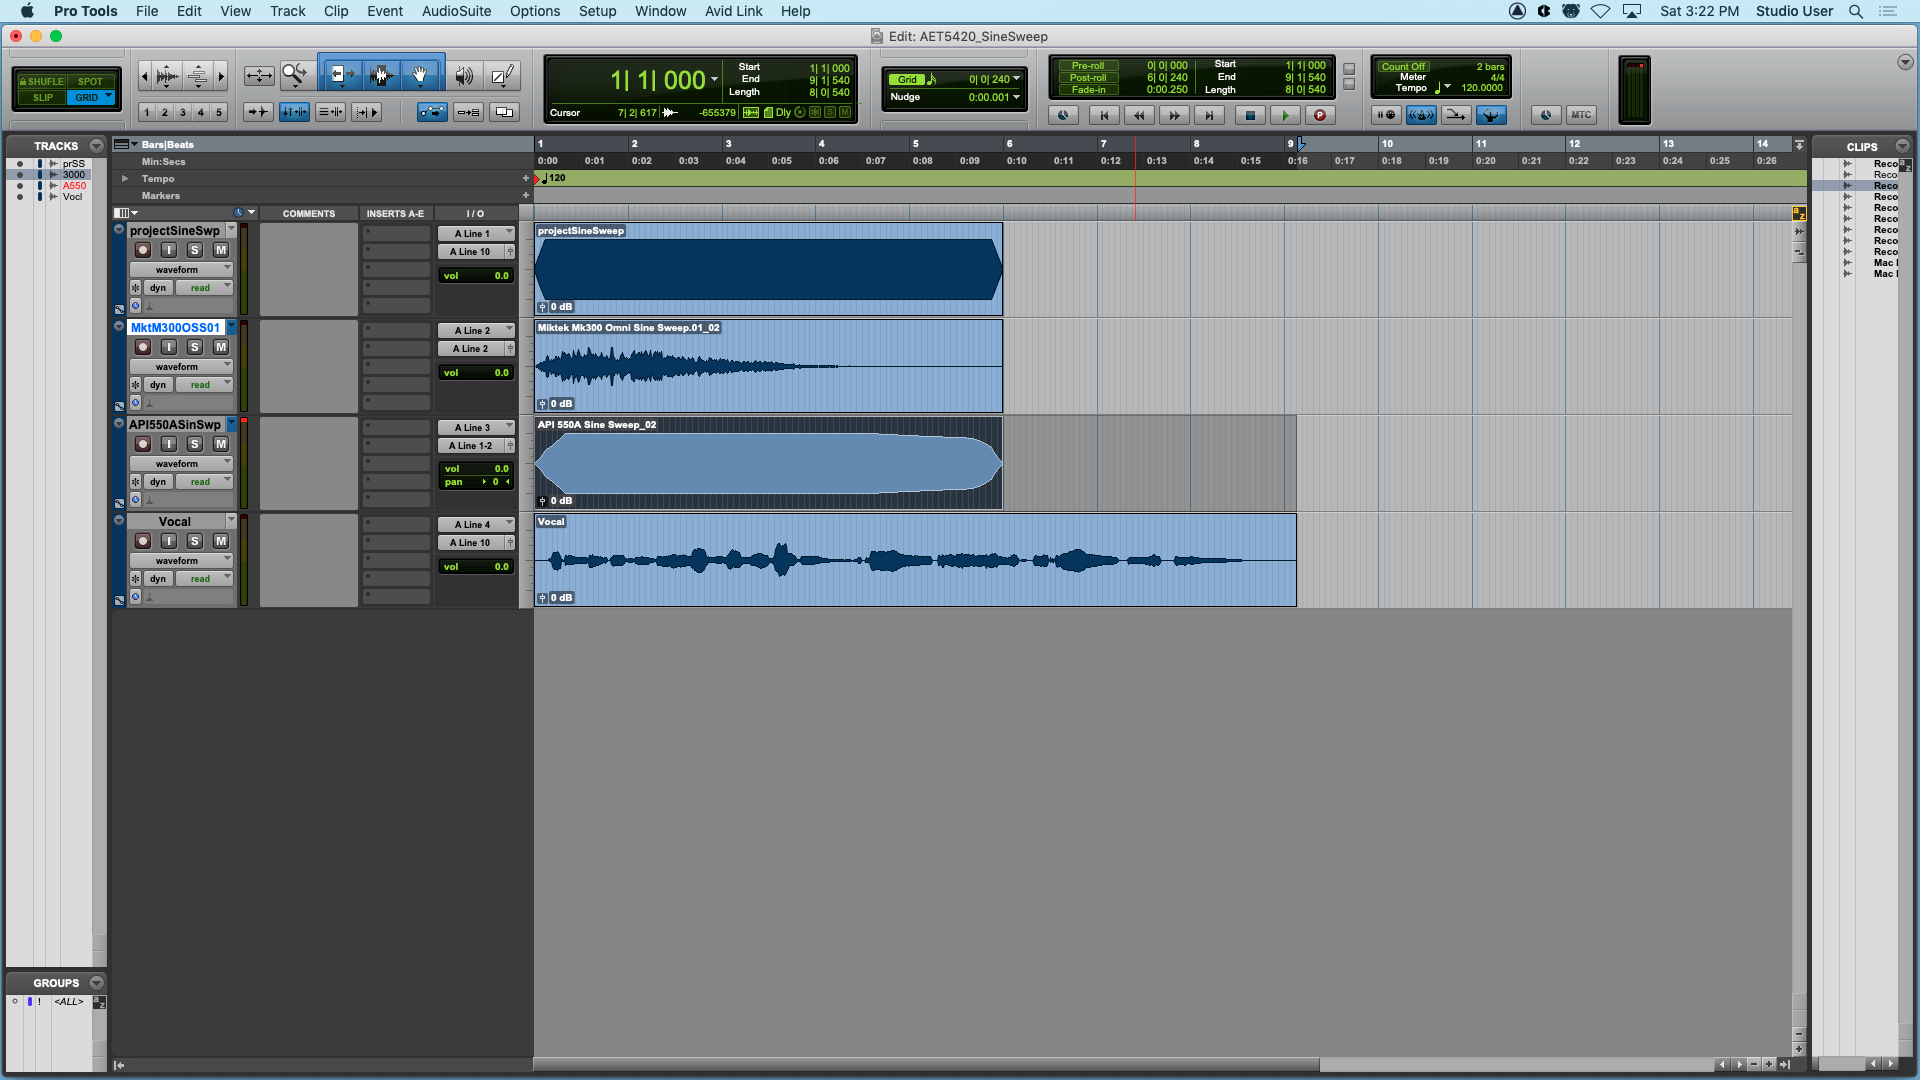 Pro Tools File Edit View Track Clip Event AudioSuite Options Setup Window Avid Link Help Sat 3:22 PM Studio User
Edit: AET5420_SineSweep
SHUFLE SPOT
SLIP GRID
1 2 3 4 5
1| 1| 000
Start 1| 1| 000
End 9| 1| 540
Length 8| 0| 540
Cursor 7| 2| 617 -655379 Dly S M
Grid 0| 0| 240
Nudge 0:00.001
Pre-roll 0| 0| 000
Post-roll 6| 0| 240
Fade-in 0:00.250
Start 1| 1| 000
End 9| 1| 540
Length 8| 0| 540
Count Off 2 bars
Meter 4/4
Tempo 120.0000
MTC
TRACKS
prSS
3000
A550
Vocl
Bars|Beats 1 2 3 4 5 6 7 8 9 10 11 12 13 14
Min:Secs 0:00 0:01 0:02 0:03 0:04 0:05 0:06 0:07 0:08 0:09 0:10 0:11 0:12 0:13 0:14 0:15 0:16 0:17 0:18 0:19 0:20 0:21 0:22 0:23 0:24 0:25 0:26
Tempo 120
Markers
COMMENTS INSERTS A-E I / O
projectSineSwp
I S M
waveform
dyn read
A Line 1
A Line 10
vol 0.0
projectSineSweep
0 dB
MktM300OSS01
I S M
waveform
dyn read
A Line 2
A Line 2
vol 0.0
Miktek Mk300 Omni Sine Sweep.01_02
0 dB
API550ASinSwp
I S M
waveform
dyn read
A Line 3
A Line 1-2
vol 0.0
pan 0
API 550A Sine Sweep_02
0 dB
Vocal
I S M
waveform
dyn read
A Line 4
A Line 10
vol 0.0
Vocal
0 dB
CLIPS
Reco
Reco
Reco
Reco
Reco
Reco
Reco
Reco
Reco
Mac
Mac
GROUPS
! <ALL>
a z